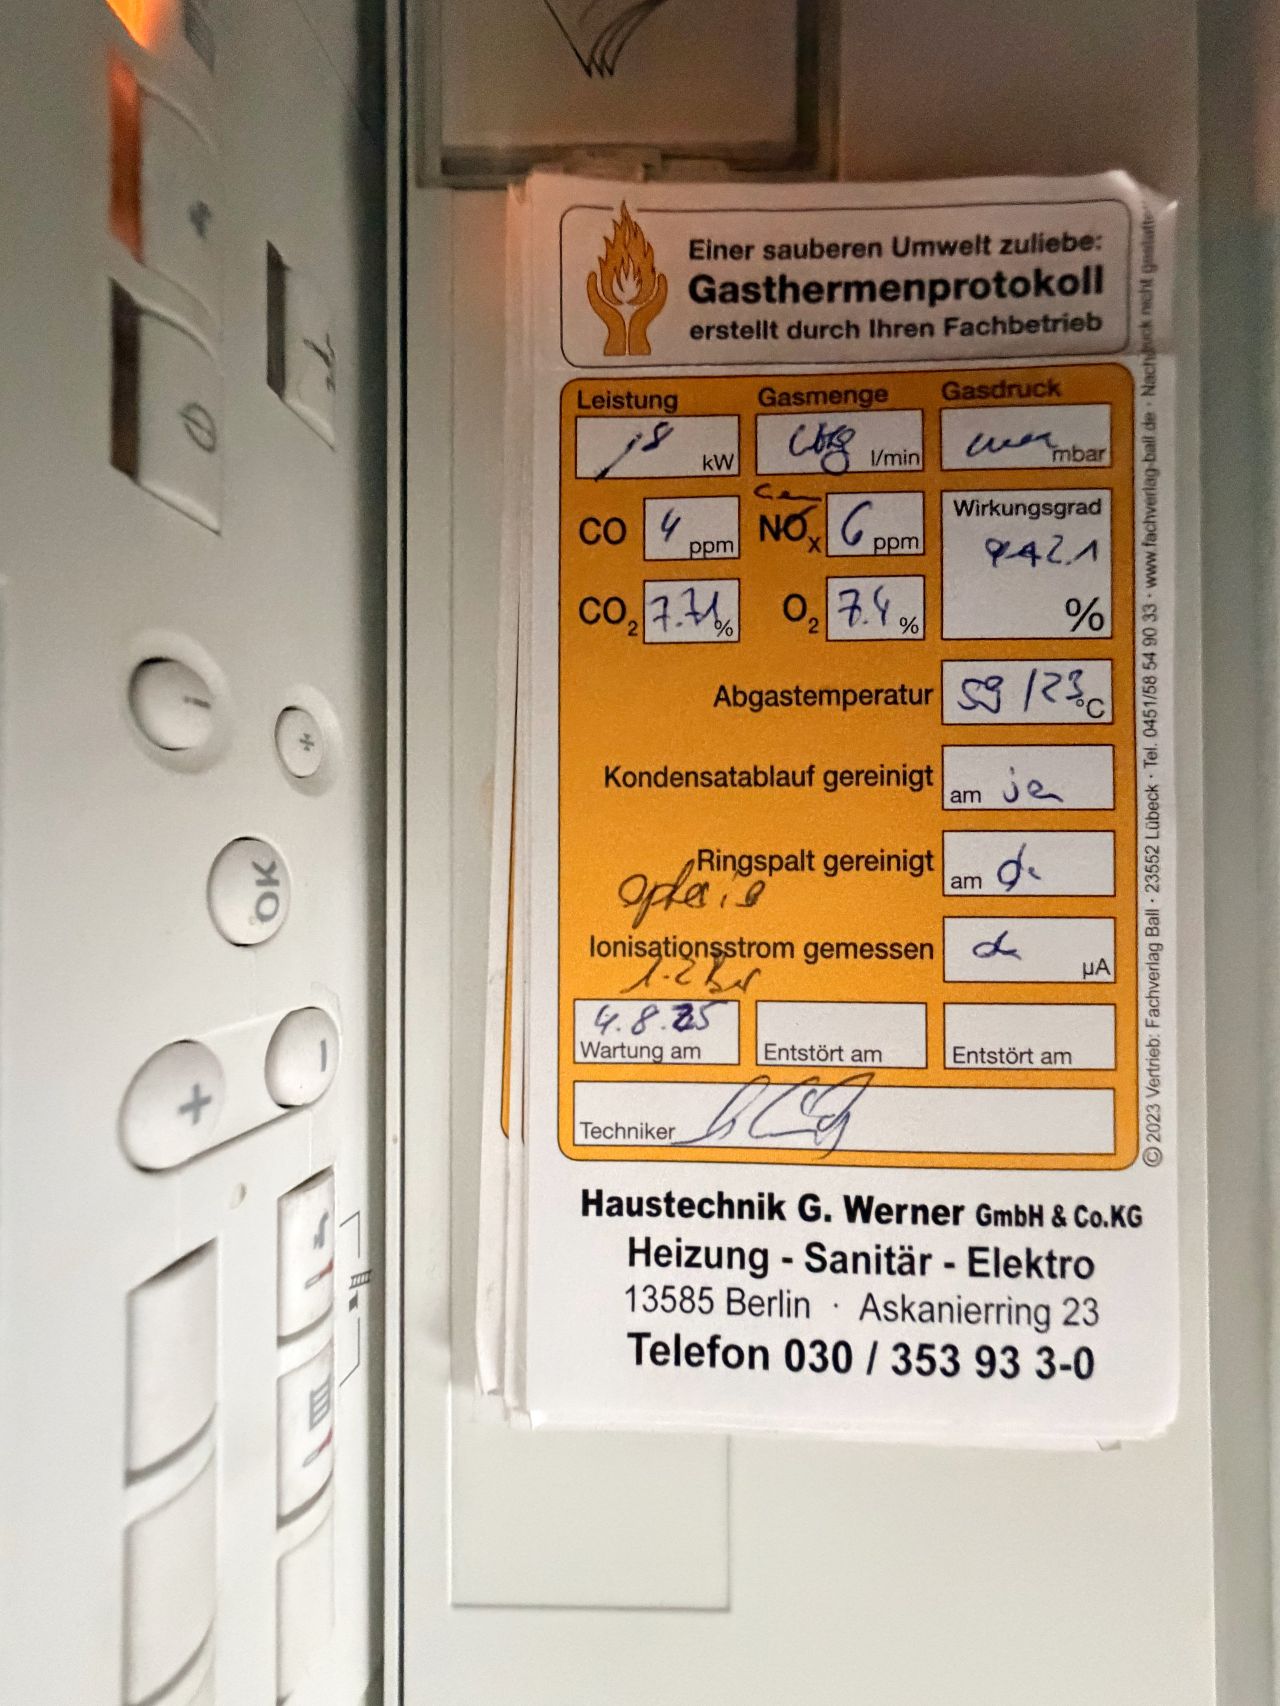 Einer sauberen Umwelt zuliebe:
Gasthermenprotokoll
erstellt durch Ihren Fachbetrieb
Leistung Gasmenge Gasdruck
18 kW l/min mbar
CO 4 ppm NOx 6 ppm Wirkungsgrad
%
CO2 7.71 % O2 7.4 %
Abgastemperatur 59 /23 °C
Kondensatablauf gereinigt am ja
Ringspalt gereinigt am
Ionisationsstrom gemessen µA
4.8.25
Wartung am Entstört am Entstört am
Techniker
Haustechnik G. Werner GmbH & Co.KG
Heizung - Sanitär - Elektro
13585 Berlin · Askanierring 23
Telefon 030 / 353 93 3-0
© 2023 Vertrieb: Fachverlag Ball · 23552 Lübeck · Tel. 0451/58 54 90 33 · www.fachverlag-ball.de · Nachdruck nicht gestattet
OK
+
−